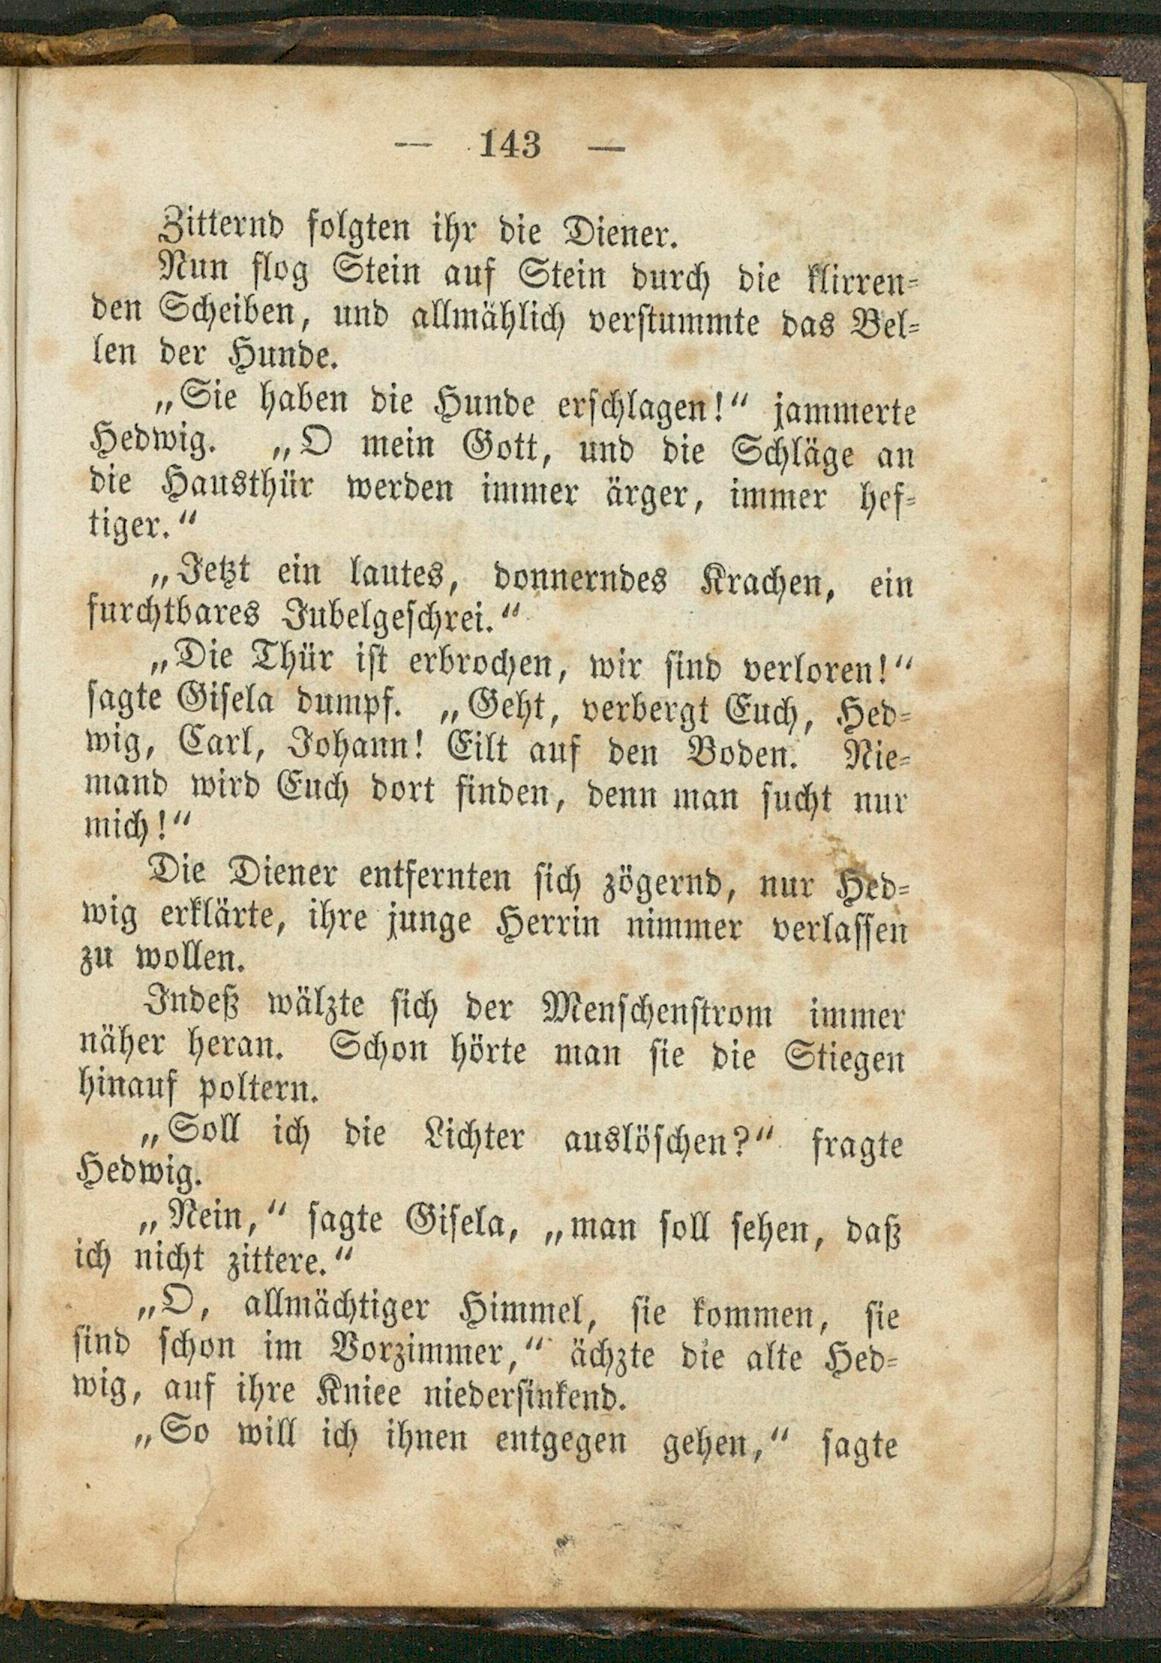 — 143 —
Zitternd folgten ihr die Diener.
Nun flog Stein auf Stein durch die klirren-
den Scheiben, und allmählich verstummte das Bel-
len der Hunde.
„Sie haben die Hunde erschlagen!“ jammerte
Hedwig. „O mein Gott, und die Schläge an
die Hausthür werden immer ärger, immer hef-
tiger.“
„Jetzt ein lautes, donnerndes Krachen, ein
furchtbares Jubelgeschrei.“
„Die Thür ist erbrochen, wir sind verloren!“
sagte Gisela dumpf. „Geht, verbergt Euch, Hed-
wig, Carl, Johann! Eilt auf den Boden. Nie-
mand wird Euch dort finden, denn man sucht nur
mich!“
Die Diener entfernten sich zögernd, nur Hed-
wig erklärte, ihre junge Herrin nimmer verlassen
zu wollen.
Indeß wälzte sich der Menschenstrom immer
näher heran. Schon hörte man sie die Stiegen
hinauf poltern.
„Soll ich die Lichter auslöschen?“ fragte
Hedwig.
„Nein,“ sagte Gisela, „man soll sehen, daß
ich nicht zittere.“
„O, allmächtiger Himmel, sie kommen, sie
sind schon im Vorzimmer,“ ächzte die alte Hed-
wig, auf ihre Kniee niedersinkend.
„So will ich ihnen entgegen gehen,“ sagte